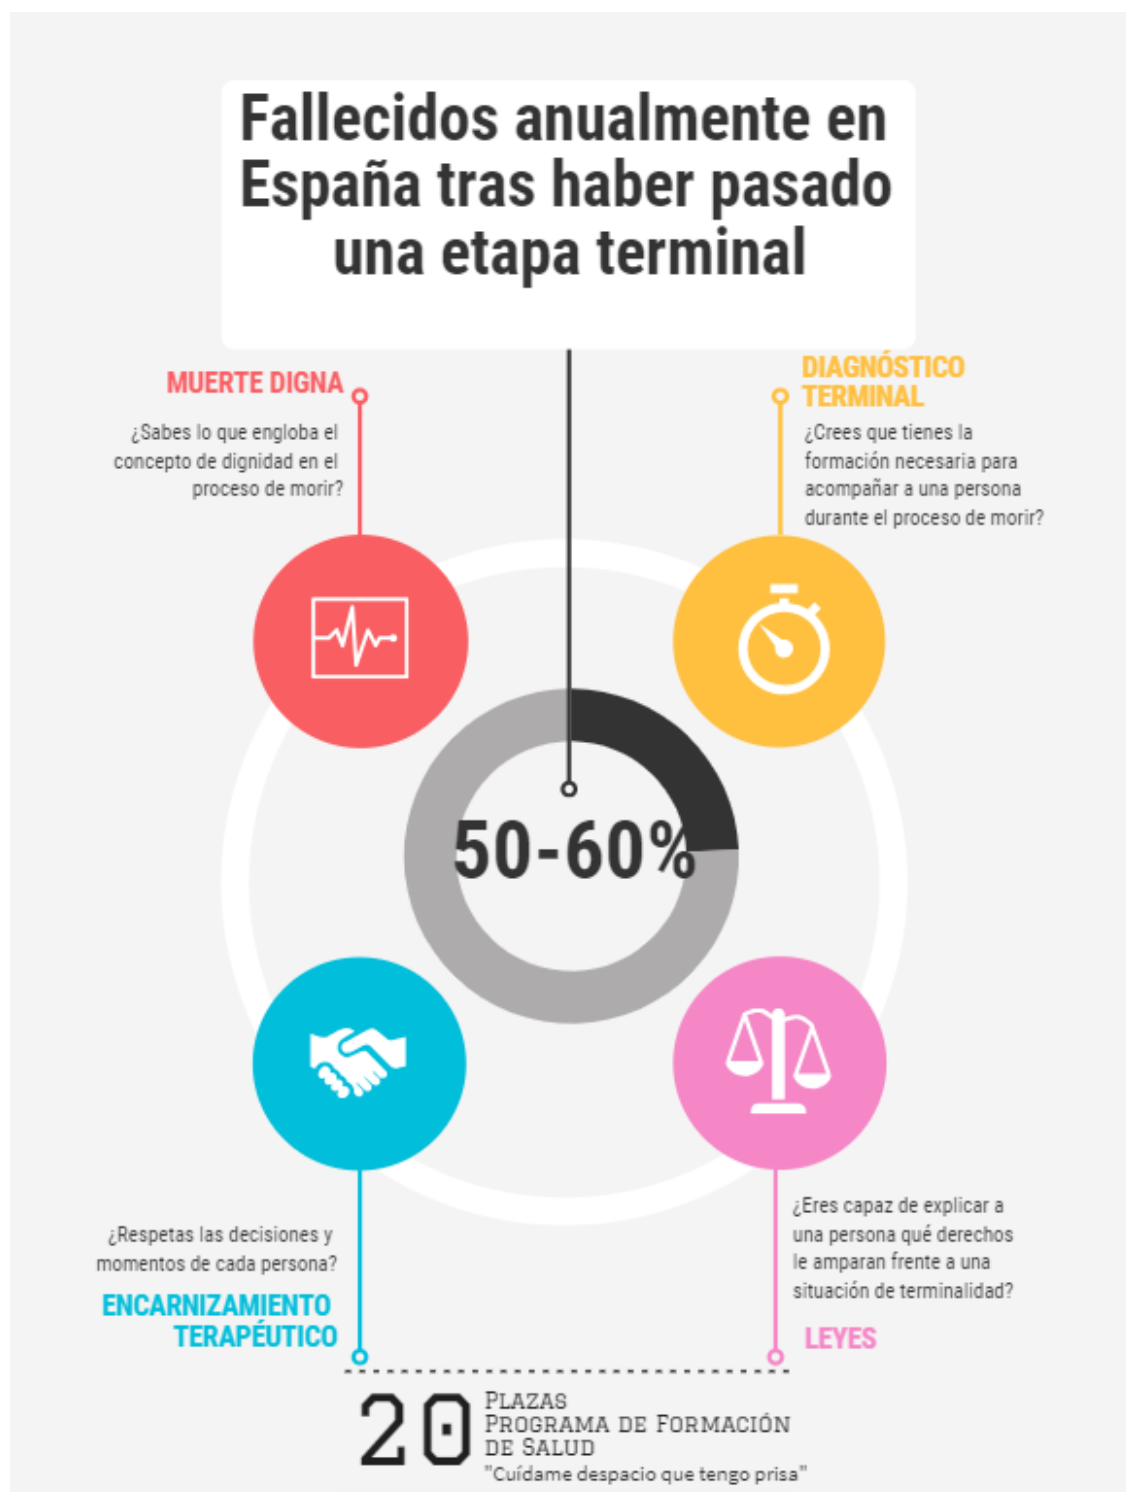 Fallecidos anualmente en
España tras haber pasado
una etapa terminal
MUERTE DIGNA
¿Sabes lo que engloba el
concepto de dignidad en el
proceso de morir?
DIAGNÓSTICO
TERMINAL
¿Crees que tienes la
formación necesaria para
acompañar a una persona
durante el proceso de morir?
50-60%
¿Respetas las decisiones y
momentos de cada persona?
ENCARNIZAMIENTO
TERAPÉUTICO
¿Eres capaz de explicar a
una persona qué derechos
le amparan frente a una
situación de terminalidad?
LEYES
20
PLAZAS
PROGRAMA DE FORMACIÓN
DE SALUD
"Cuídame despacio que tengo prisa"